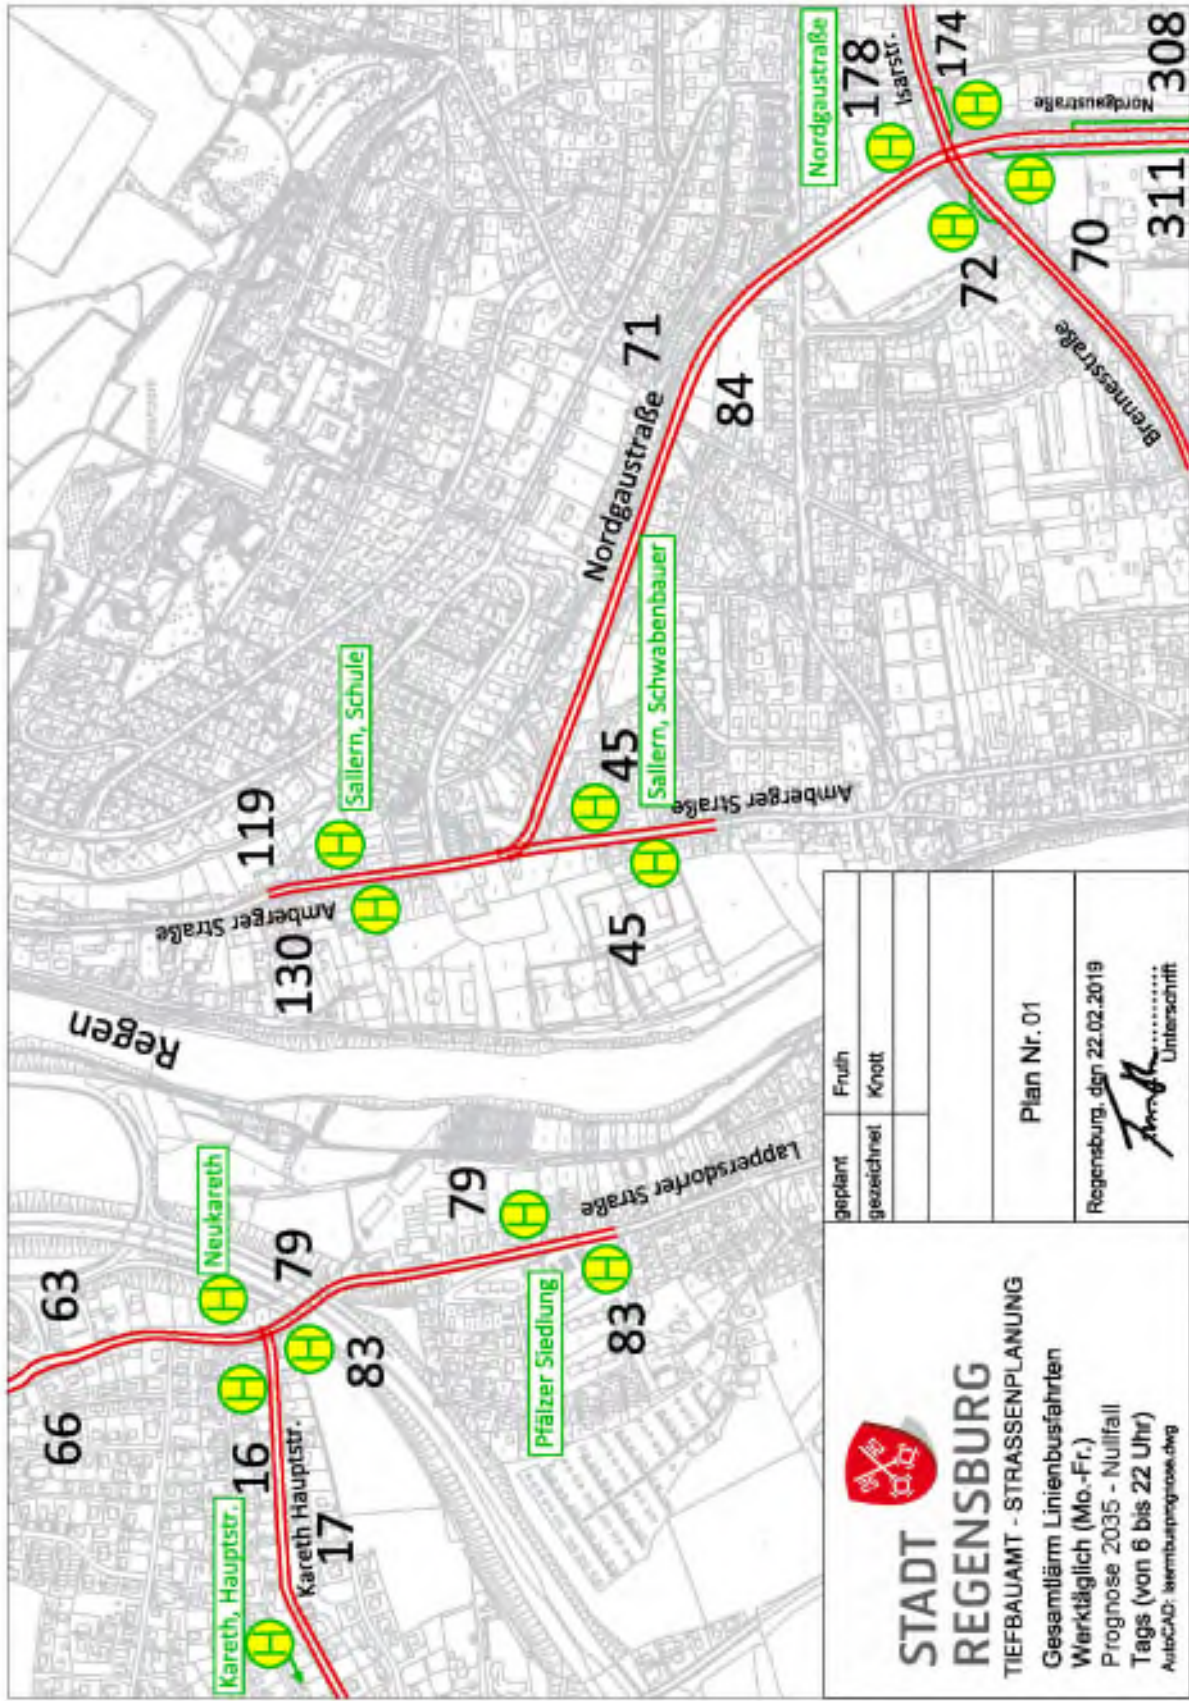 66
63
Neukareth
79
83
16
Kareth, Hauptstr.
Kareth Hauptstr.
17
79
Pfälzer Siedlung
83
Lappersdorfer Straße
Regen
Amberger Straße
119
130
Sallern, Schule
45
45
Sallern, Schwabenbauer
Amberger Straße
Nordgaustraße
71
84
Nordgaustraße
178
Isarstr.
174
72
70
Brennesstraße
Nordgaustraße
311
308
H
H
H
H
H
H
H
H
H
H
H
H
H
H
STADT
REGENSBURG
TIEFBAUAMT - STRASSENPLANUNG
Gesamtlärm Linienbusfahrten
Werktäglich (Mo.-Fr.)
Prognose 2035 - Nullfall
Tags (von 6 bis 22 Uhr)
geplant Fruth
gezeichnet Knott
Plan Nr. 01
Regensburg, den 22.02.2019
Unterschrift